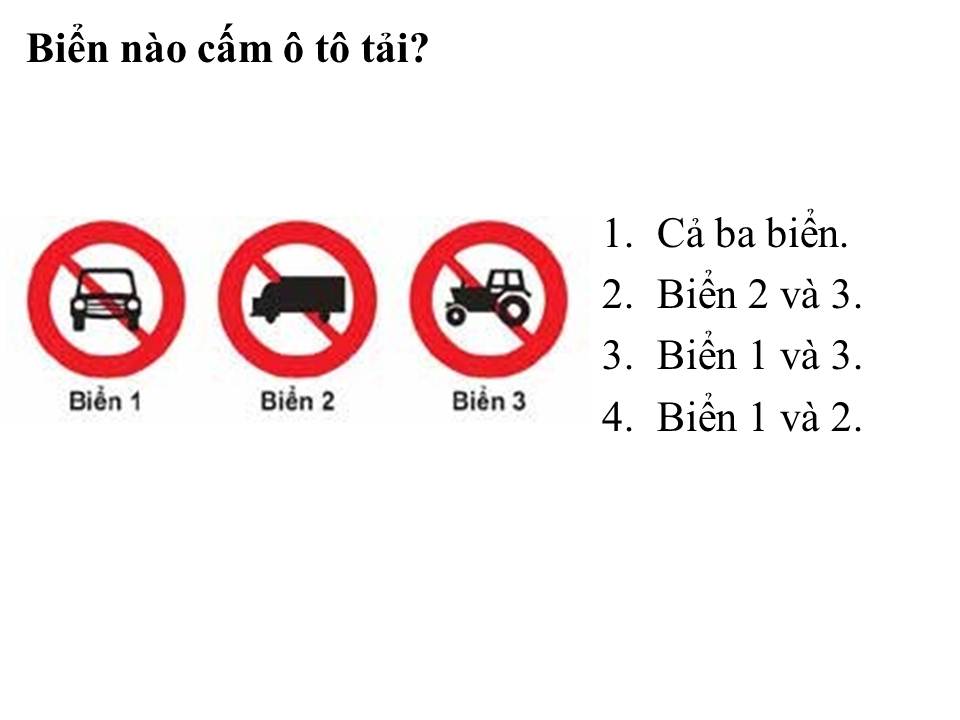 Biển nào cấm ô tô tải?
1. Cả ba biển.
2. Biển 2 và 3.
3. Biển 1 và 3.
4. Biển 1 và 2.
Biển 1
Biển 2
Biển 3